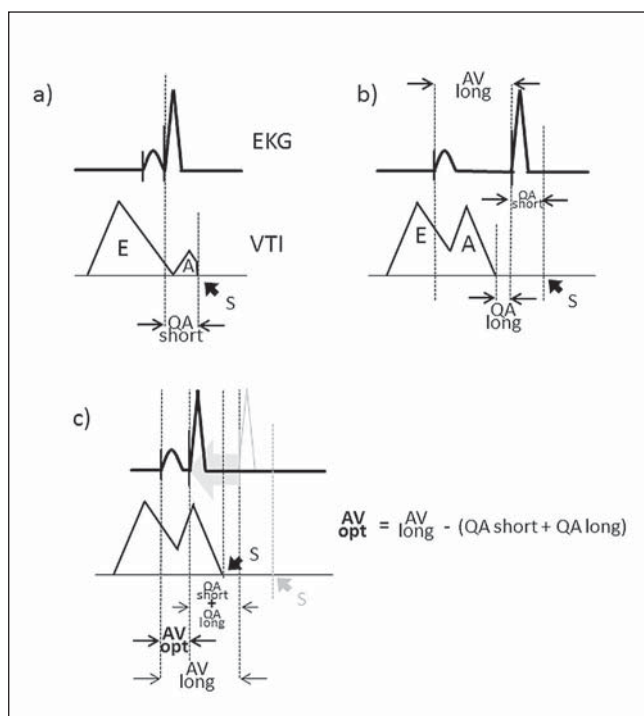 a)
EKG
E
A
VTI
S
QA
short
b)
AV
long
QA
short
E
A
S
QA
long
c)
S
S
QA
short
+
QA
long
AV
opt
AV
long
AV opt = AV long - (QA short + QA long)